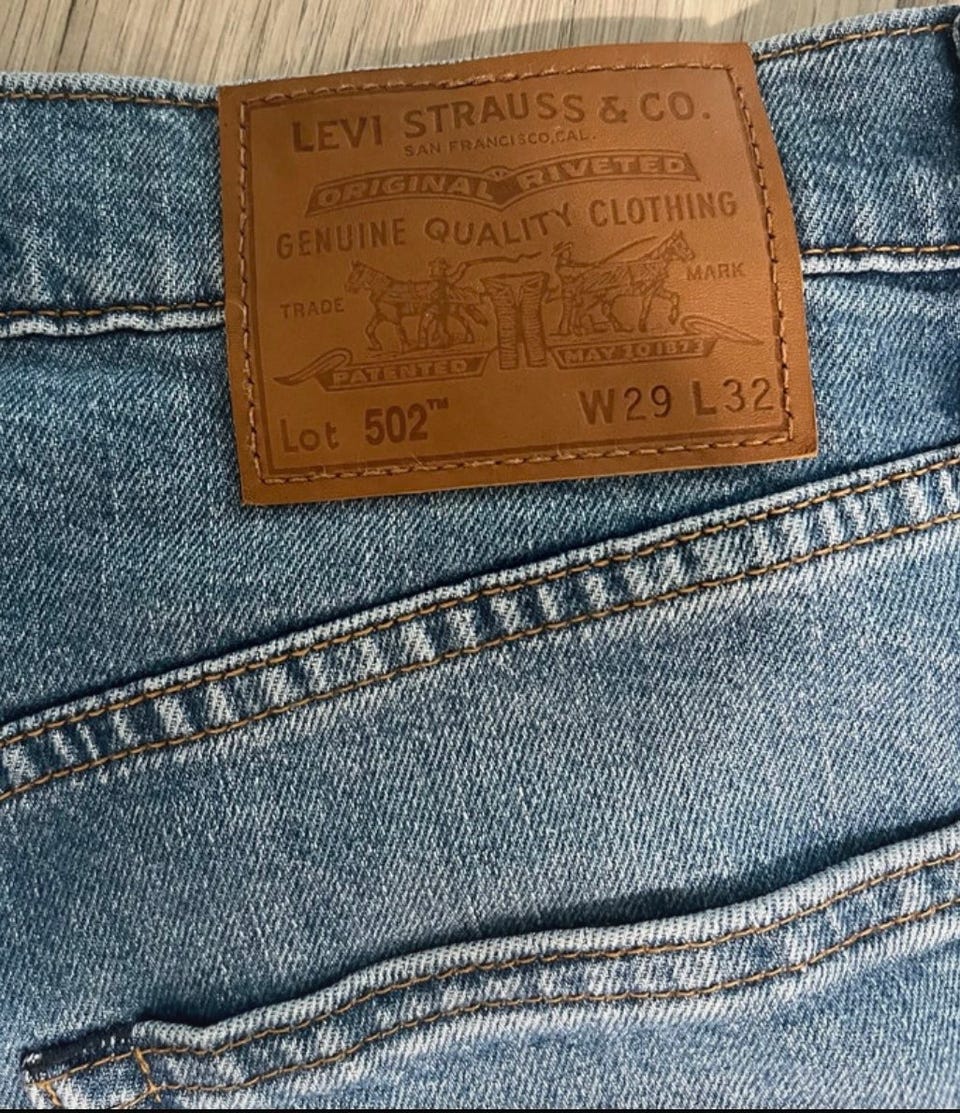 LEVI STRAUSS & CO.
SAN FRANCISCO, CAL.
ORIGINAL RIVETED
GENUINE QUALITY CLOTHING
TRADE MARK
PATENTED MAY 20 1873
Lot 502™ W29 L32